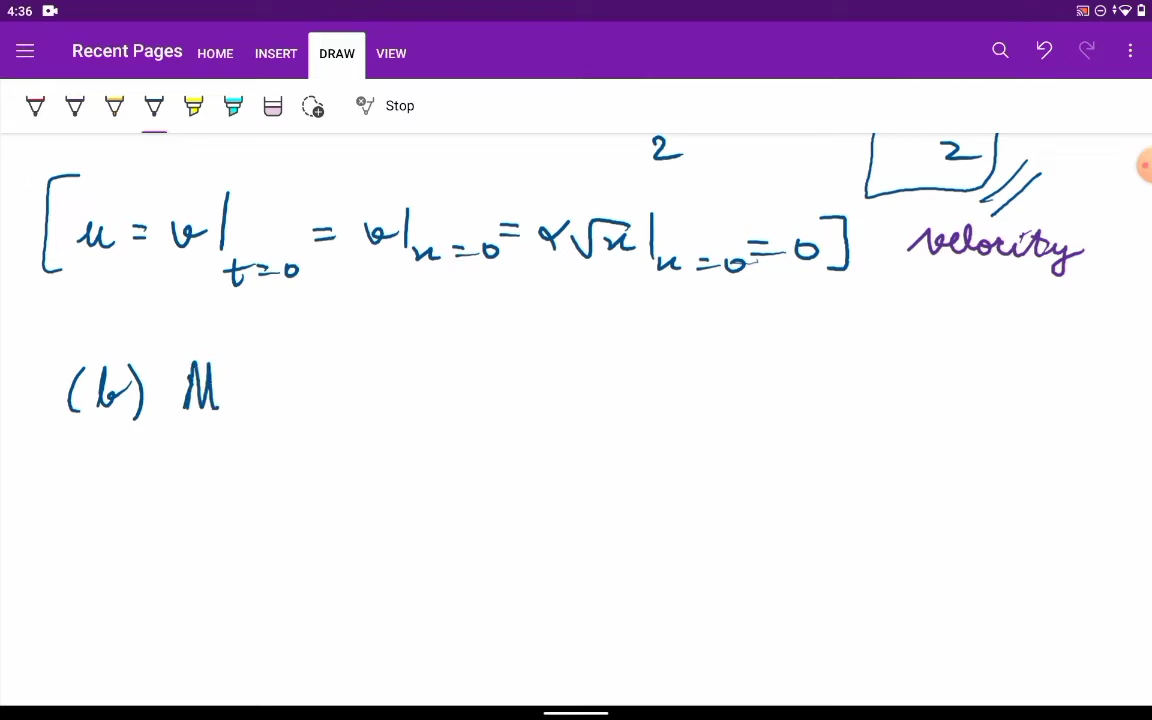 4:36
Recent Pages HOME INSERT DRAW VIEW
Stop
2 2
[u = v|t=0 = v|x=0 = α√x|x=0 = 0] velocity
(b) M